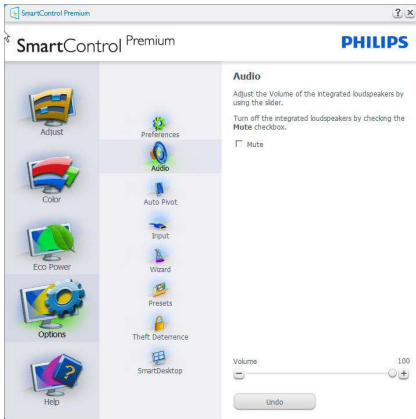 SmartControl Premium
SmartControl Premium
PHILIPS
Adjust
Color
Eco Power
Options
Help
Preferences
Audio
Auto Pivot
Input
Wizard
Presets
Theft Deterrence
SmartDesktop
Audio
Adjust the Volume of the integrated loudspeakers by
using the slider.
Turn off the integrated loudspeakers by checking the
Mute checkbox.
Mute
Volume 100
Undo